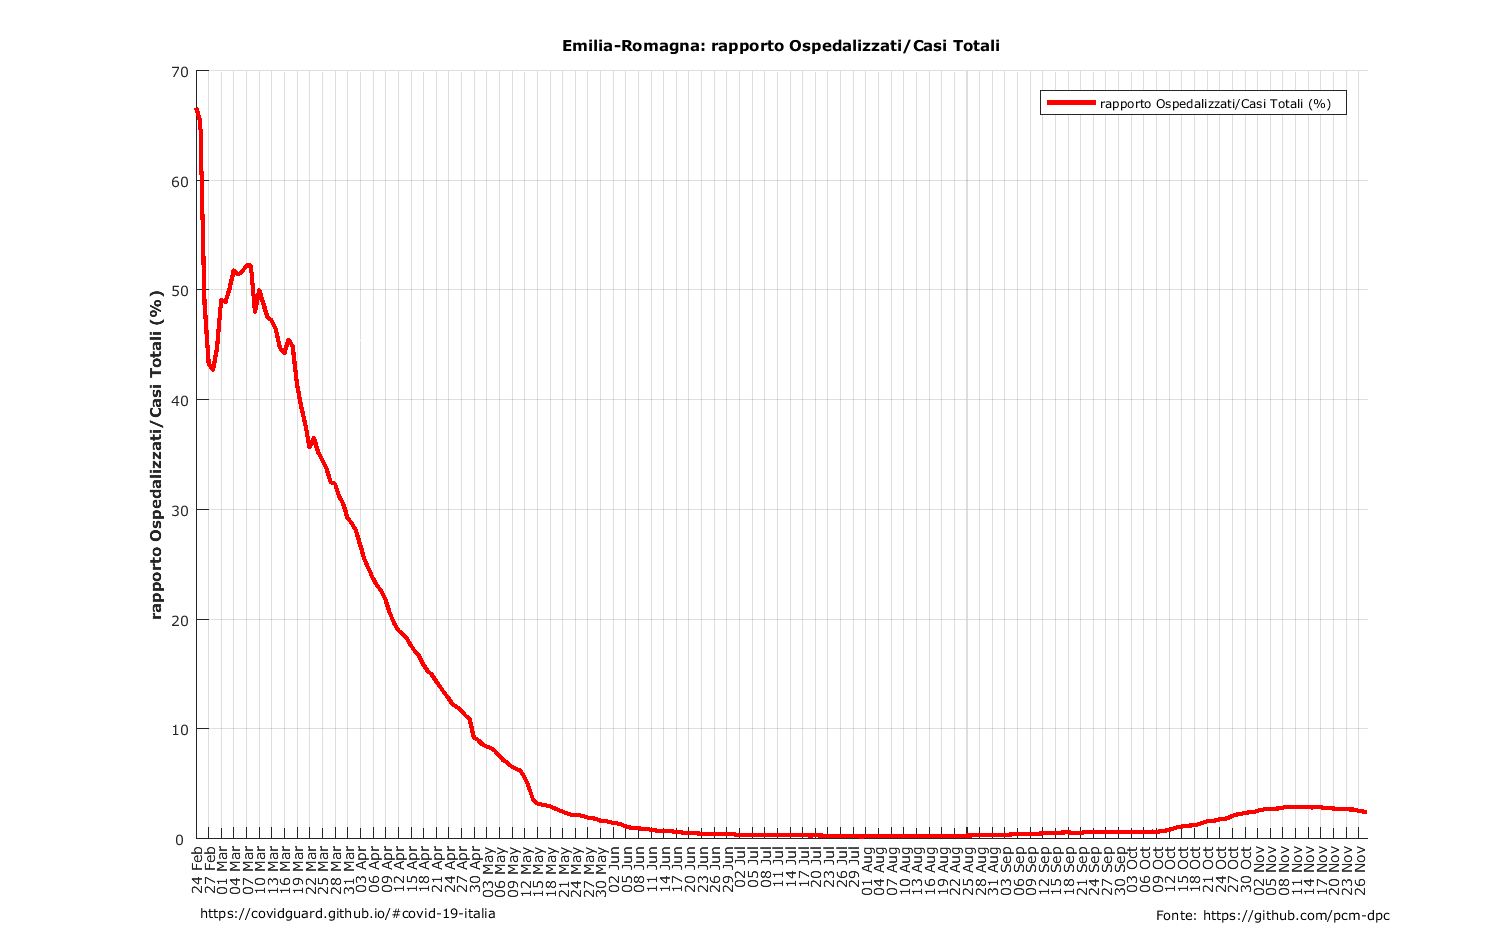 Emilia-Romagna: rapporto Ospedalizzati/Casi Totali
rapporto Ospedalizzati/Casi Totali (%)
rapporto Ospedalizzati/Casi Totali (%)
70
60
50
40
30
20
10
0
24 Feb
27 Feb
01 Mar
04 Mar
07 Mar
10 Mar
13 Mar
16 Mar
19 Mar
22 Mar
25 Mar
28 Mar
31 Mar
03 Apr
06 Apr
09 Apr
12 Apr
15 Apr
18 Apr
21 Apr
24 Apr
27 Apr
30 Apr
03 May
06 May
09 May
12 May
15 May
18 May
21 May
24 May
27 May
30 May
02 Jun
05 Jun
08 Jun
11 Jun
14 Jun
17 Jun
20 Jun
23 Jun
26 Jun
29 Jun
02 Jul
05 Jul
08 Jul
11 Jul
14 Jul
17 Jul
20 Jul
23 Jul
26 Jul
29 Jul
01 Aug
04 Aug
07 Aug
10 Aug
13 Aug
16 Aug
19 Aug
22 Aug
25 Aug
28 Aug
31 Aug
03 Sep
06 Sep
09 Sep
12 Sep
15 Sep
18 Sep
21 Sep
24 Sep
27 Sep
30 Sep
03 Oct
06 Oct
09 Oct
12 Oct
15 Oct
18 Oct
21 Oct
24 Oct
27 Oct
30 Oct
02 Nov
05 Nov
08 Nov
11 Nov
14 Nov
17 Nov
20 Nov
23 Nov
26 Nov
https://covidguard.github.io/#covid-19-italia
Fonte: https://github.com/pcm-dpc